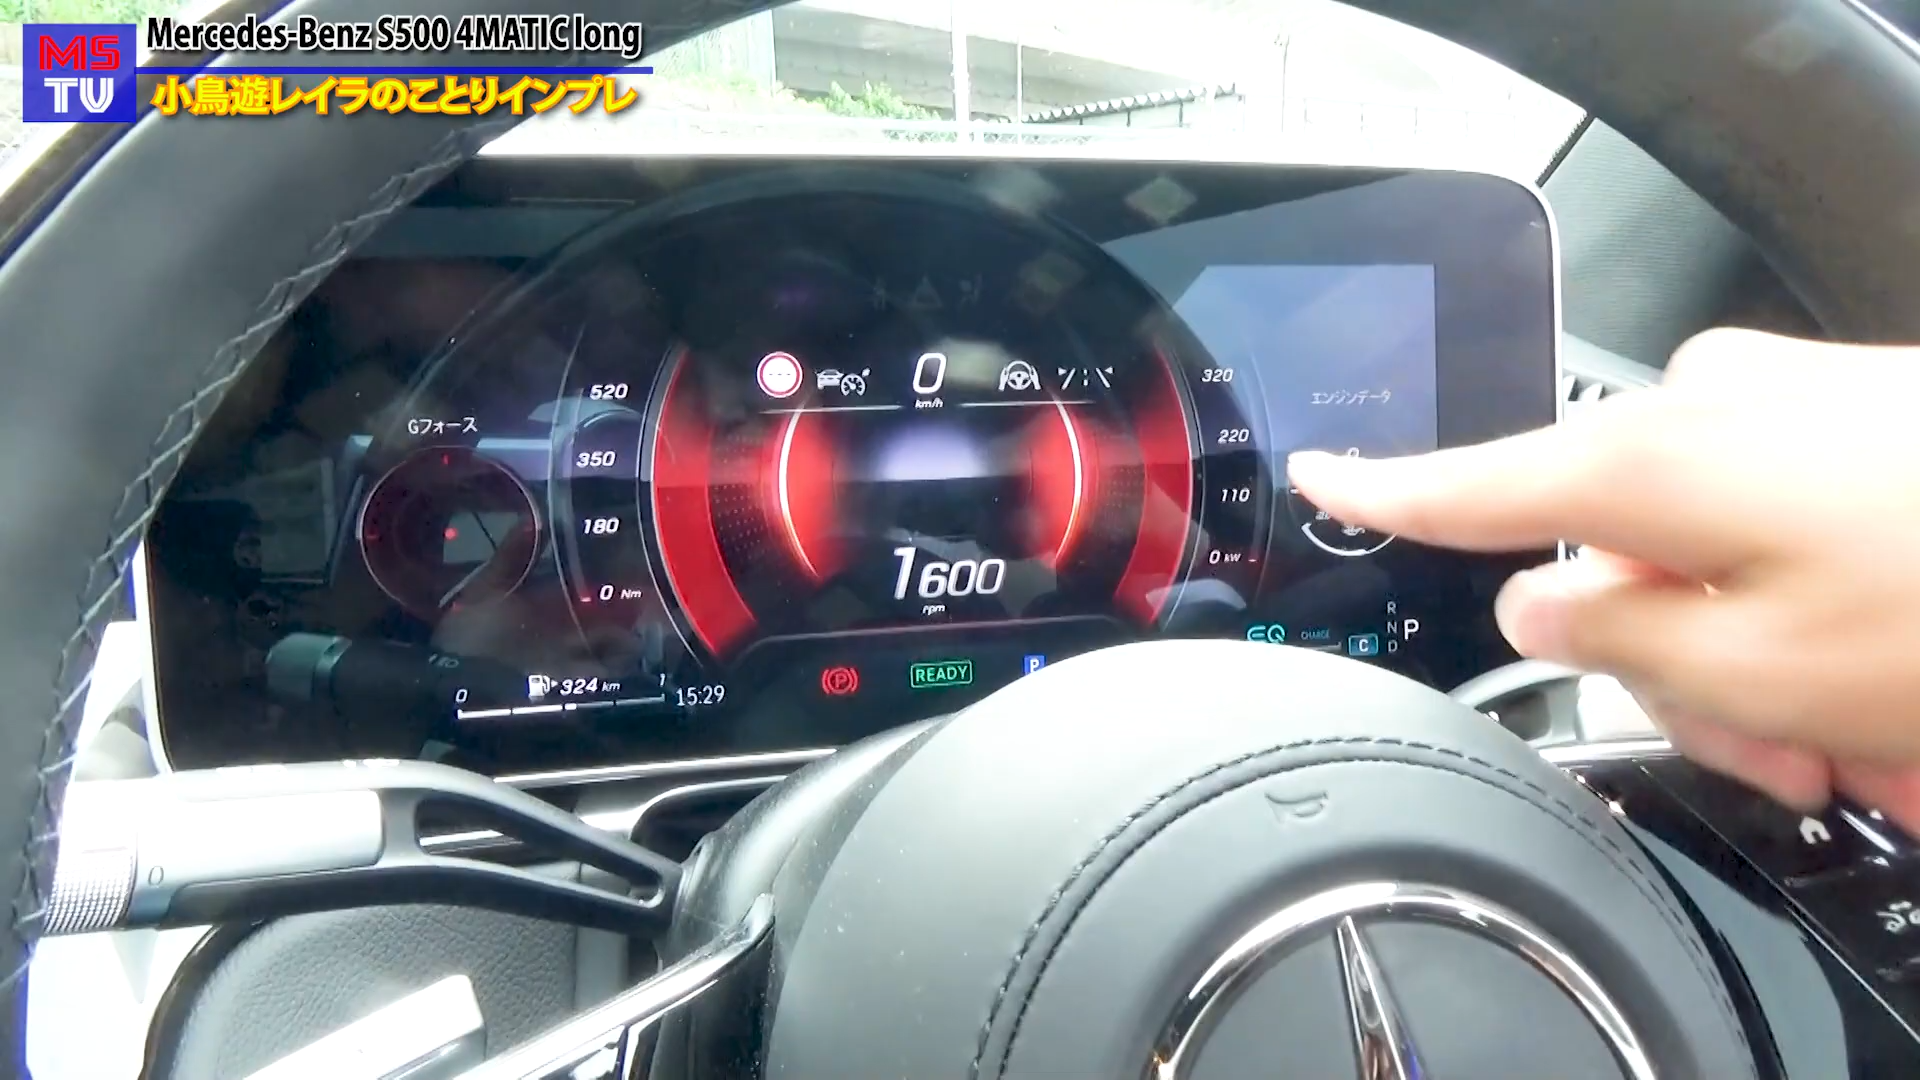 MS
TV
Mercedes-Benz S500 4MATIC long
小鳥遊レイラのことりインプレ
0
km/h
520
320
エンジンデータ
Gフォース
350
220
180
110
0 Nm
0 kW
1600
rpm
EQ
CHARGE
C
R
N
D
P
P
READY
P
0
324 km
1
15:29
0